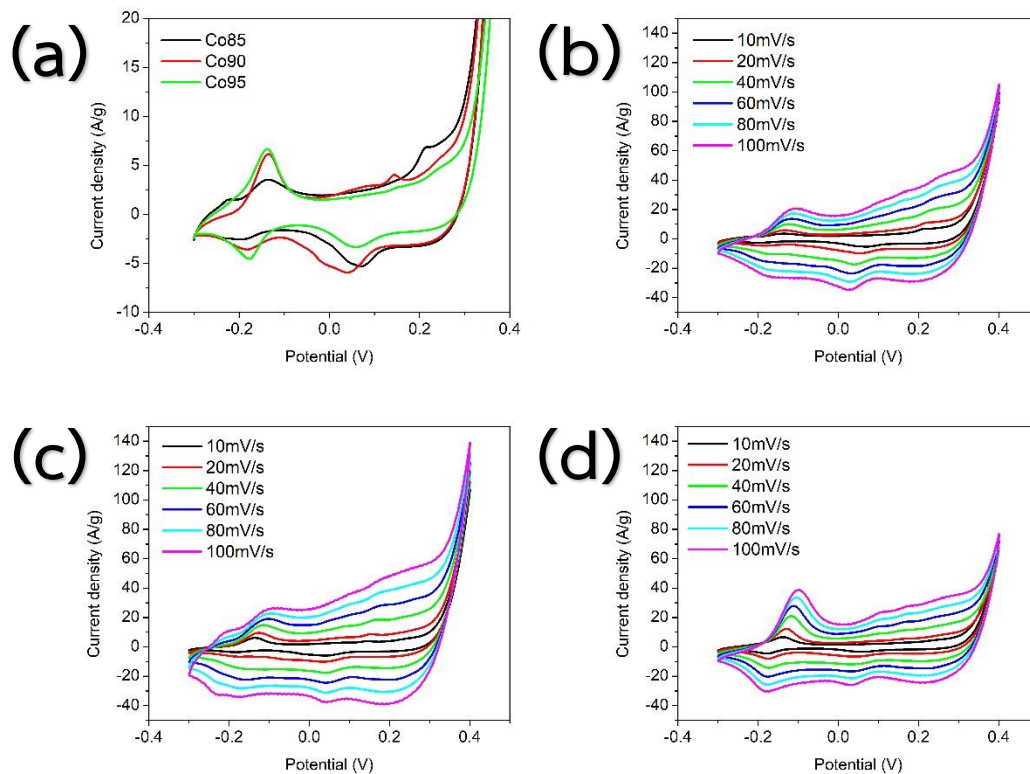 (a)
20
15
10
5
0
-5
-10
Current density (A/g)
Co85
Co90
Co95
-0.4
-0.2
0.0
0.2
0.4
Potential (V)
(b)
140
120
100
80
60
40
20
0
-20
-40
Current density (A/g)
10mV/s
20mV/s
40mV/s
60mV/s
80mV/s
100mV/s
-0.4
-0.2
0.0
0.2
0.4
Potential (V)
(c)
140
120
100
80
60
40
20
0
-20
-40
Current density (A/g)
10mV/s
20mV/s
40mV/s
60mV/s
80mV/s
100mV/s
-0.4
-0.2
0.0
0.2
0.4
Potential (V)
(d)
140
120
100
80
60
40
20
0
-20
-40
Current density (A/g)
10mV/s
20mV/s
40mV/s
60mV/s
80mV/s
100mV/s
-0.4
-0.2
0.0
0.2
0.4
Potential (V)